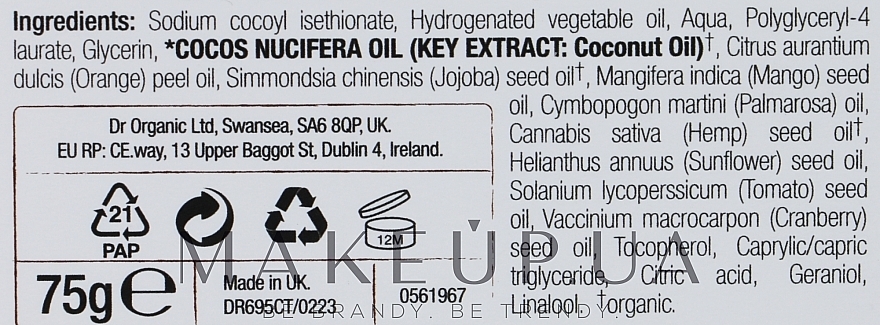 Ingredients: Sodium cocoyl isethionate, Hydrogenated vegetable oil, Aqua, Polyglyceryl-4
laurate, Glycerin, *COCOS NUCIFERA OIL (KEY EXTRACT: Coconut Oil)†, Citrus aurantium
dulcis (Orange) peel oil, Simmondsia chinensis (Jojoba) seed oil†, Mangifera indica (Mango) seed
oil, Cymbopogon martini (Palmarosa) oil,
Cannabis sativa (Hemp) seed oil†,
Helianthus annuus (Sunflower) seed oil,
Solanium lycoperssicum (Tomato) seed
oil, Vaccinium macrocarpon (Cranberry)
seed oil, Tocopherol, Caprylic/capric
triglyceride, Citric acid, Geraniol,
Linalool. †organic.
Dr Organic Ltd, Swansea, SA6 8QP, UK.
EU RP: CE.way, 13 Upper Baggot St, Dublin 4, Ireland.
21
PAP
12M
75g e
Made in UK.
DR695CT/0223
0561967
MAKEUP.UA
BE BRANDY. BE TRENDY.